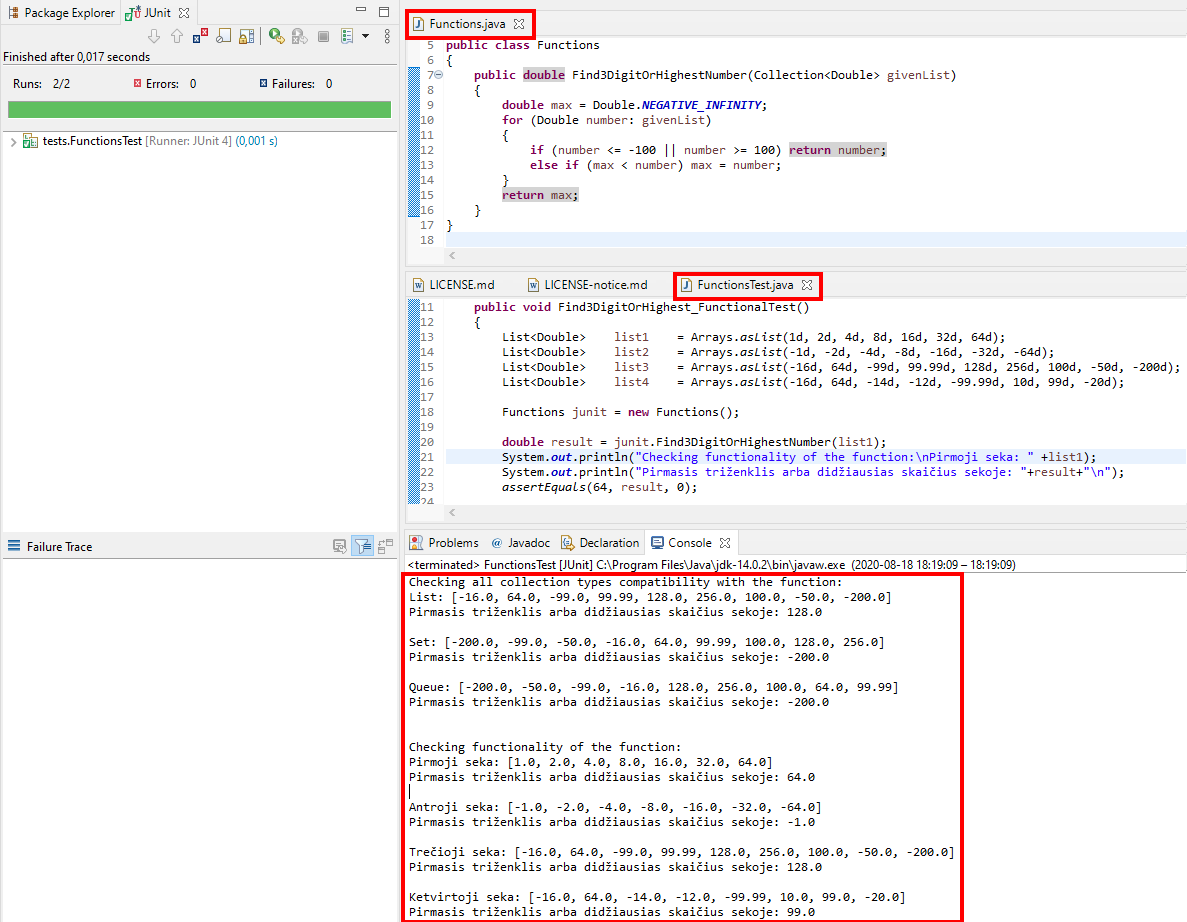 Package Explorer
JUnit
Finished after 0,017 seconds
Runs: 2/2
Errors: 0
Failures: 0
tests.FunctionsTest [Runner: JUnit 4] (0,001 s)
Failure Trace
Functions.java
5 public class Functions
6 {
7 public double Find3DigitOrHighestNumber(Collection<Double> givenList)
8 {
9 double max = Double.NEGATIVE_INFINITY;
10 for (Double number: givenList)
11 {
12 if (number <= -100 || number >= 100) return number;
13 else if (max < number) max = number;
14 }
15 return max;
16 }
17 }
18
LICENSE.md
LICENSE-notice.md
FunctionsTest.java
11 public void Find3DigitOrHighest_FunctionalTest()
12 {
13 List<Double> list1 = Arrays.asList(1d, 2d, 4d, 8d, 16d, 32d, 64d);
14 List<Double> list2 = Arrays.asList(-1d, -2d, -4d, -8d, -16d, -32d, -64d);
15 List<Double> list3 = Arrays.asList(-16d, 64d, -99d, 99.99d, 128d, 256d, 100d, -50d, -200d);
16 List<Double> list4 = Arrays.asList(-16d, 64d, -14d, -12d, -99.99d, 10d, 99d, -20d);
17
18 Functions junit = new Functions();
19
20 double result = junit.Find3DigitOrHighestNumber(list1);
21 System.out.println("Checking functionality of the function:\nPirmoji seka: " +list1);
22 System.out.println("Pirmasis triženklis arba didžiausias skaičius sekoje: "+result+"\n");
23 assertEquals(64, result, 0);
24
Problems
Javadoc
Declaration
Console
<terminated> FunctionsTest [JUnit] C:\Program Files\Java\jdk-14.0.2\bin\javaw.exe (2020-08-18 18:19:09 – 18:19:09)
Checking all collection types compatibility with the function:
List: [-16.0, 64.0, -99.0, 99.99, 128.0, 256.0, 100.0, -50.0, -200.0]
Pirmasis triženklis arba didžiausias skaičius sekoje: 128.0
Set: [-200.0, -99.0, -50.0, -16.0, 64.0, 99.99, 100.0, 128.0, 256.0]
Pirmasis triženklis arba didžiausias skaičius sekoje: -200.0
Queue: [-200.0, -50.0, -99.0, -16.0, 128.0, 256.0, 100.0, 64.0, 99.99]
Pirmasis triženklis arba didžiausias skaičius sekoje: -200.0
Checking functionality of the function:
Pirmoji seka: [1.0, 2.0, 4.0, 8.0, 16.0, 32.0, 64.0]
Pirmasis triženklis arba didžiausias skaičius sekoje: 64.0
Antroji seka: [-1.0, -2.0, -4.0, -8.0, -16.0, -32.0, -64.0]
Pirmasis triženklis arba didžiausias skaičius sekoje: -1.0
Trečioji seka: [-16.0, 64.0, -99.0, 99.99, 128.0, 256.0, 100.0, -50.0, -200.0]
Pirmasis triženklis arba didžiausias skaičius sekoje: 128.0
Ketvirtoji seka: [-16.0, 64.0, -14.0, -12.0, -99.99, 10.0, 99.0, -20.0]
Pirmasis triženklis arba didžiausias skaičius sekoje: 99.0